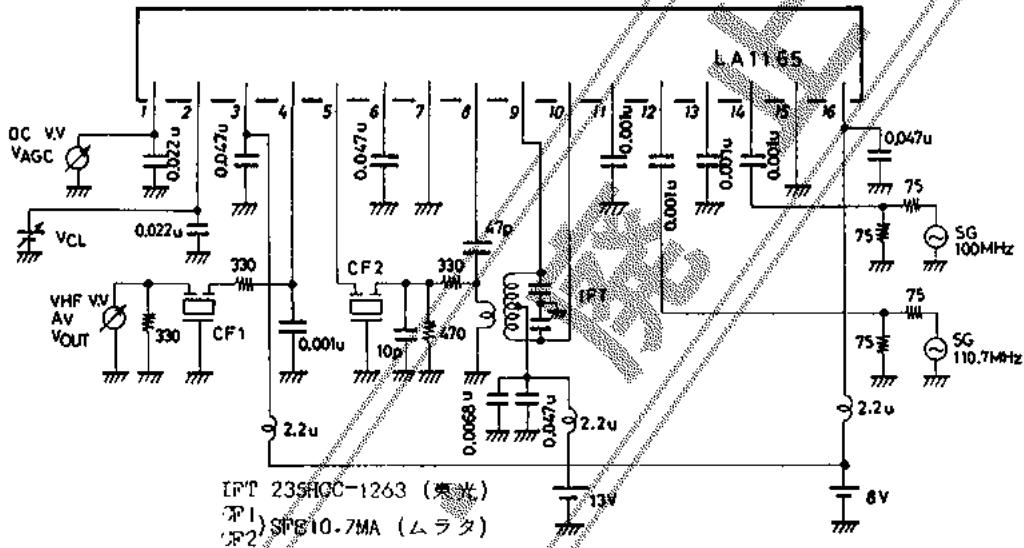 LA1165
1 2 3 4 5 6 7 8 9 10 11 12 13 14 15 16
DC V.V
VAGC
0.022u
0.047u
0.047u
0.001u
0.001u
0.001u
0.001u
0.047u
VCL
0.022u
47p
75
75
SG
100MHz
VHF V.V
AV
VOUT
330
CF1
330
0.001u
CF2
10p
470
330
IFT
75
75
SG
110.7MHz
2.2u
0.0068u
0.047u
2.2u
2.2u
13V
8V
IFT 235HGC-1263 (東光)
CF1
CF2)SFE10.7MA (ムラタ)